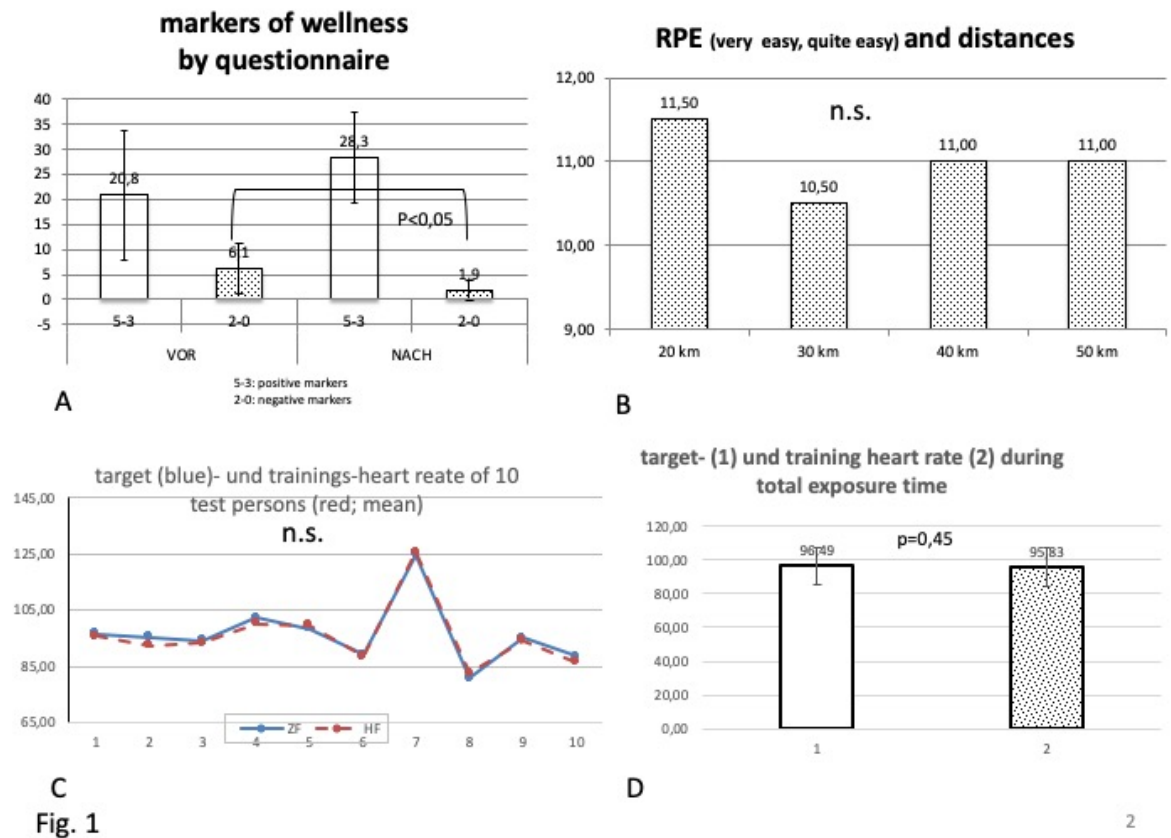 markers of wellness
by questionnaire
40
35
30
25
20
15
10
5
0
-5
20,8
6,1
28,3
1,9
P<0,05
5-3
2-0
5-3
2-0
VOR
NACH
5-3: positive markers
2-0: negative markers
A
RPE (very easy, quite easy) and distances
12,00
11,00
10,00
9,00
n.s.
11,50
10,50
11,00
11,00
20 km
30 km
40 km
50 km
B
target (blue)- und trainings-heart reate of 10
test persons (red; mean)
n.s.
145,00
125,00
105,00
85,00
65,00
ZF
HF
1
2
3
4
5
6
7
8
9
10
C
target- (1) und training heart rate (2) during
total exposure time
120,00
100,00
80,00
60,00
40,00
20,00
0,00
p=0,45
96,49
95,83
1
2
D
Fig. 1
2